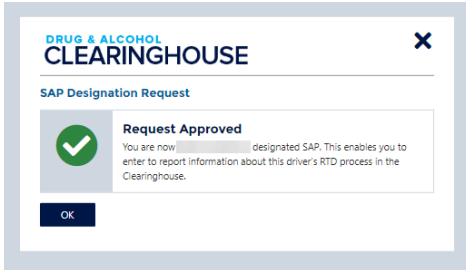 DRUG & ALCOHOL
CLEARINGHOUSE
SAP Designation Request
Request Approved
You are now designated SAP. This enables you to
enter to report information about this driver's RTD process in the
Clearinghouse.
OK